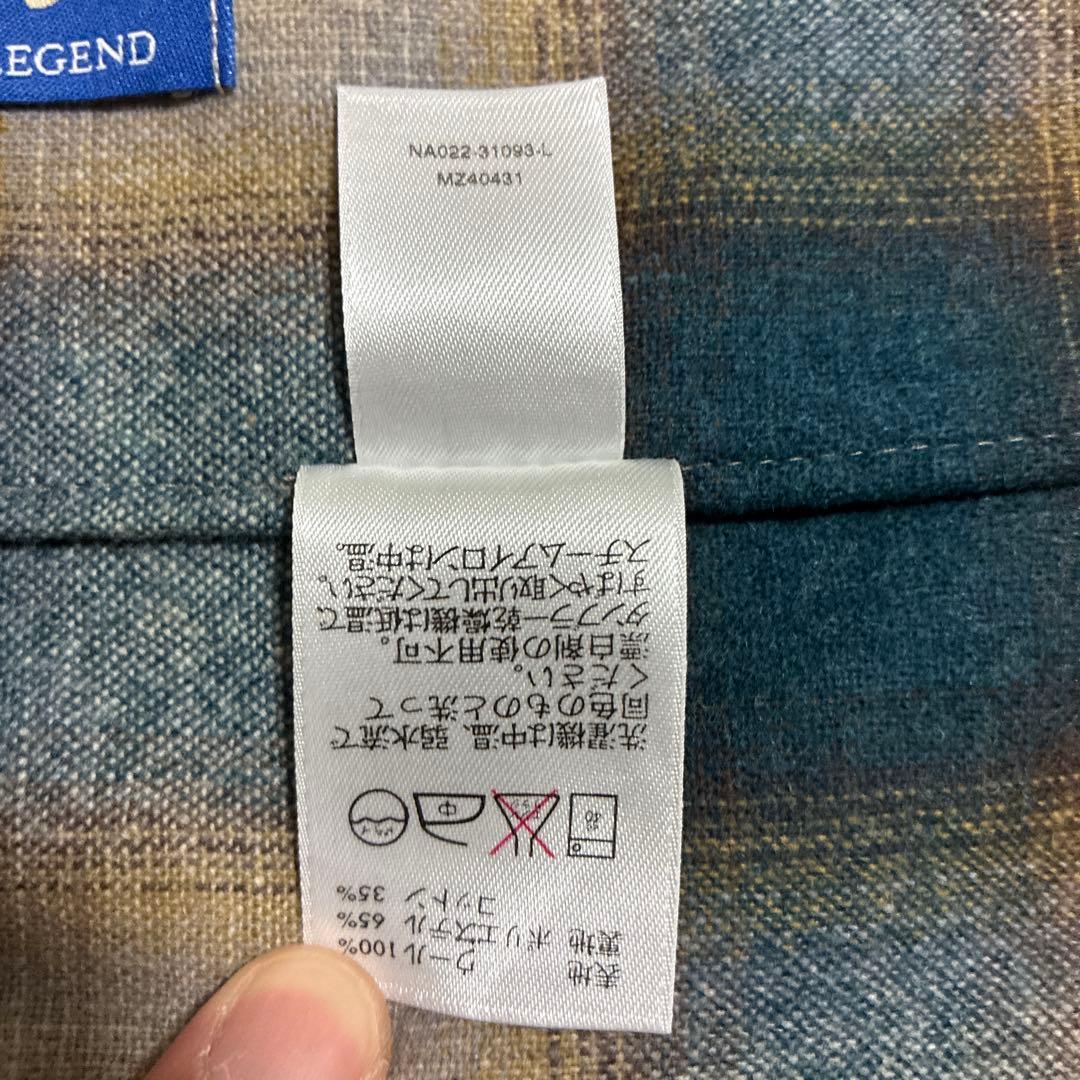 LEGEND
NA022-31093-L
MZ40431
表地 ウール100%
裏地 ポリエステル 65%
コットン 35%
中
洗濯機は中温、弱水流で
同色のものと洗って
ください。
漂白剤の使用不可。
タンブラー乾燥機は低温で
すばやく取り出してください。
スチームアイロンは中温。